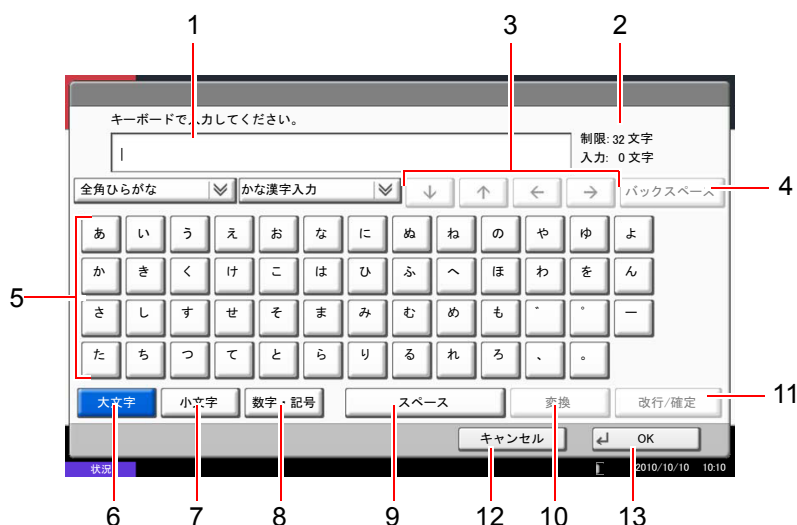 1 3 2
キーボードで入力してください。
制限: 32 文字
入力: 0 文字
全角ひらがな かな漢字入力 ↓ ↑ ← → バックスペース 4
あ い う え お な に ぬ ね の や ゆ よ
か き く け こ は ひ ふ へ ほ わ を ん
5
さ し す せ そ ま み む め も ゛ ゜ ー
た ち つ て と ら り る れ ろ 、 。
大文字 小文字 数字・記号 スペース 変換 改行/確定 11
キャンセル OK
状況 2010/10/10 10:10
6 7 8 9 12 10 13